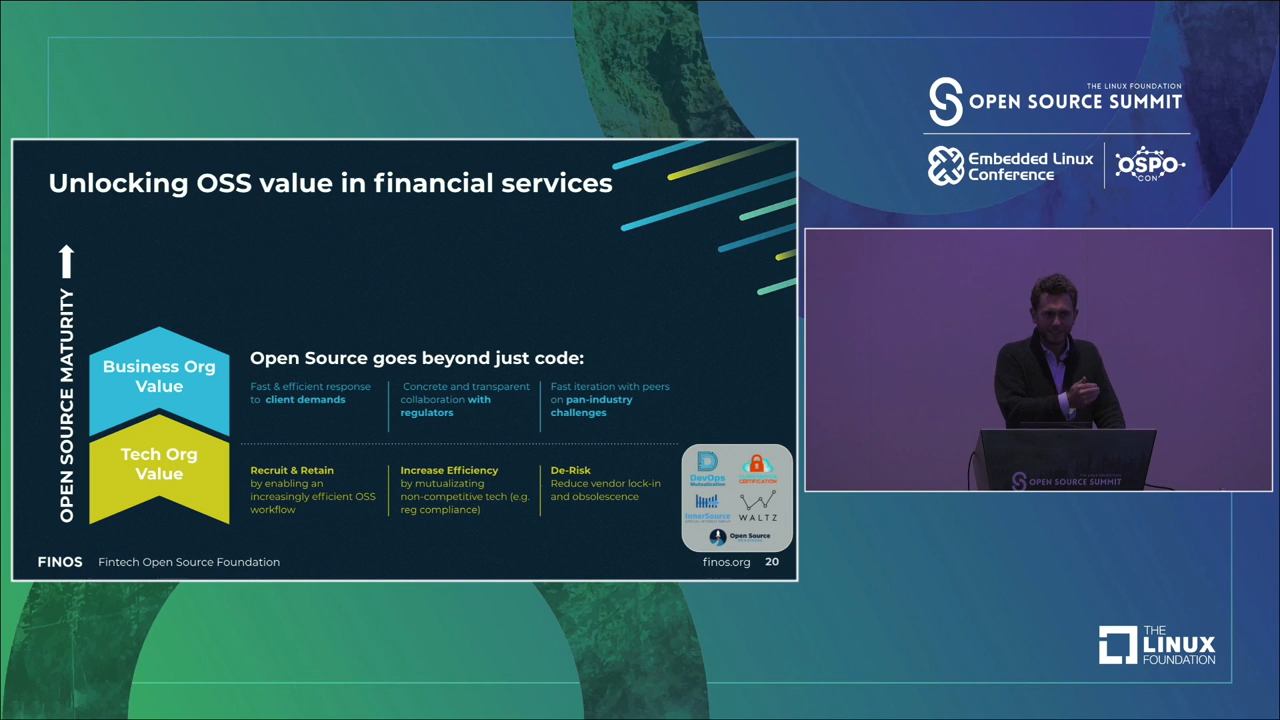 THE LINUX FOUNDATION
OPEN SOURCE SUMMIT
Embedded Linux
Conference
OSPO
CON
Unlocking OSS value in financial services
OPEN SOURCE MATURITY
Business Org
Value
Open Source goes beyond just code:
Fast & efficient response
to client demands
Concrete and transparent
collaboration with
regulators
Fast iteration with peers
on pan-industry
challenges
Tech Org
Value
Recruit & Retain
by enabling an
increasingly efficient OSS
workflow
Increase Efficiency
by mutualizing
non-competitive tech (e.g.
reg compliance)
De-Risk
Reduce vendor lock-in
and obsolescence
DevOps
Mutualization
CERTIFICATION
InnerSource
WALTZ
Open Source
FINOS
Fintech Open Source Foundation
finos.org
20
OPEN SOURCE SUMMIT
THE
LINUX
FOUNDATION